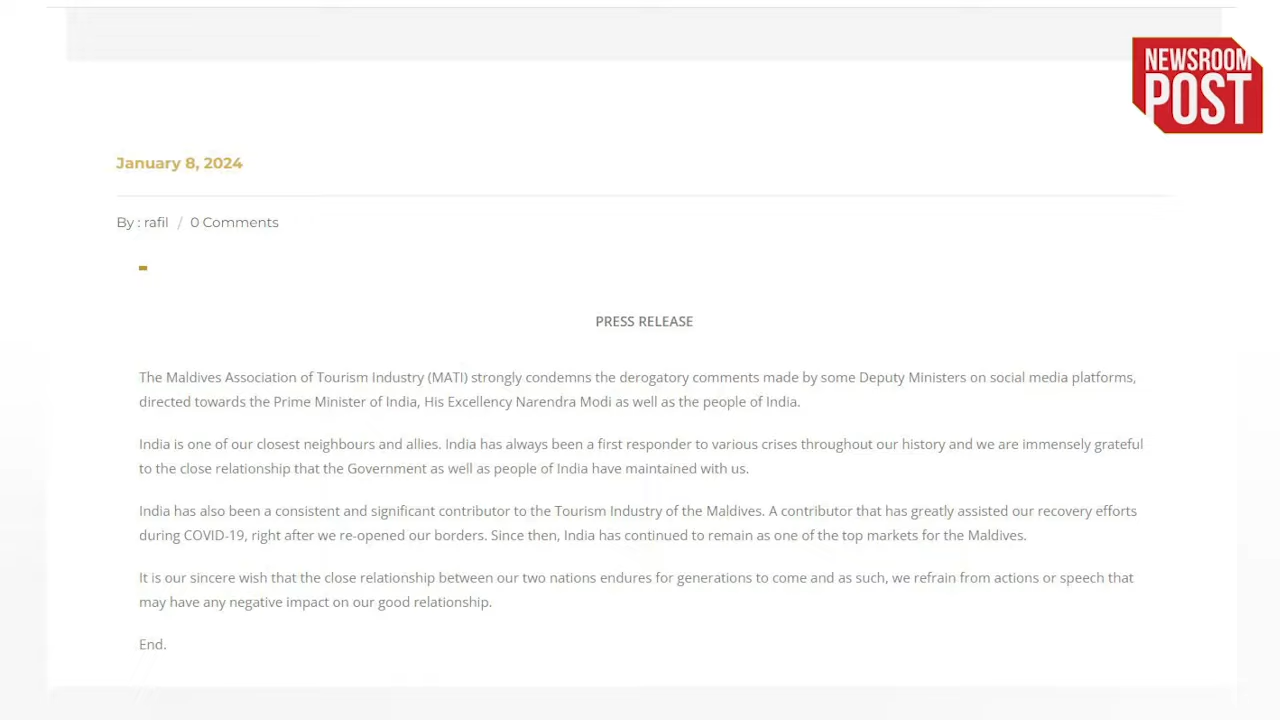 NEWSROOM
POST
January 8, 2024
By : rafil / 0 Comments
PRESS RELEASE
The Maldives Association of Tourism Industry (MATI) strongly condemns the derogatory comments made by some Deputy Ministers on social media platforms,
directed towards the Prime Minister of India, His Excellency Narendra Modi as well as the people of India.
India is one of our closest neighbours and allies. India has always been a first responder to various crises throughout our history and we are immensely grateful
to the close relationship that the Government as well as people of India have maintained with us.
India has also been a consistent and significant contributor to the Tourism Industry of the Maldives. A contributor that has greatly assisted our recovery efforts
during COVID-19, right after we re-opened our borders. Since then, India has continued to remain as one of the top markets for the Maldives.
It is our sincere wish that the close relationship between our two nations endures for generations to come and as such, we refrain from actions or speech that
may have any negative impact on our good relationship.
End.